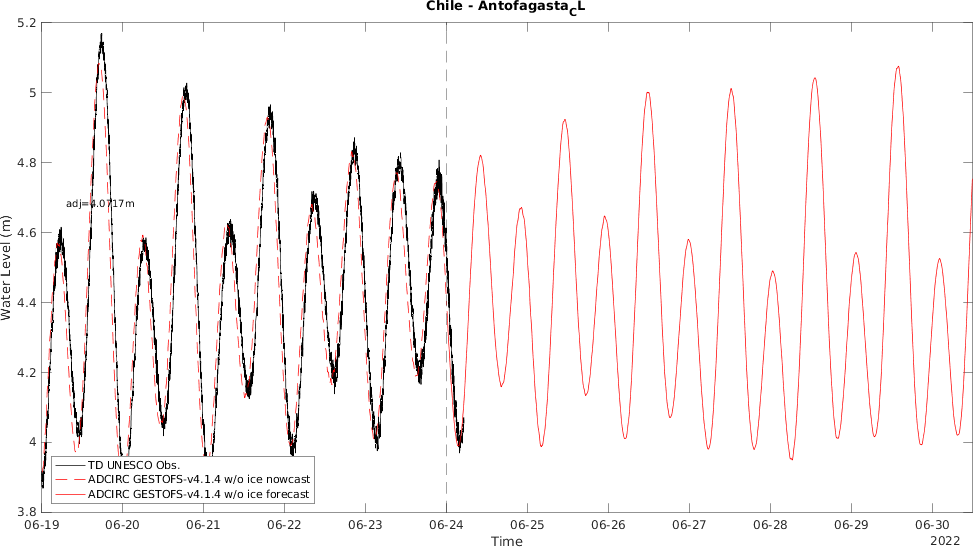 Chile - Antofagasta_CL
5.2
5
4.8
4.6
4.4
4.2
4
3.8
Water Level (m)
adj=4.0717m
TD UNESCO Obs.
ADCIRC GESTOFS-v4.1.4 w/o ice nowcast
ADCIRC GESTOFS-v4.1.4 w/o ice forecast
06-19 06-20 06-21 06-22 06-23 06-24 06-25 06-26 06-27 06-28 06-29 06-30
Time
2022